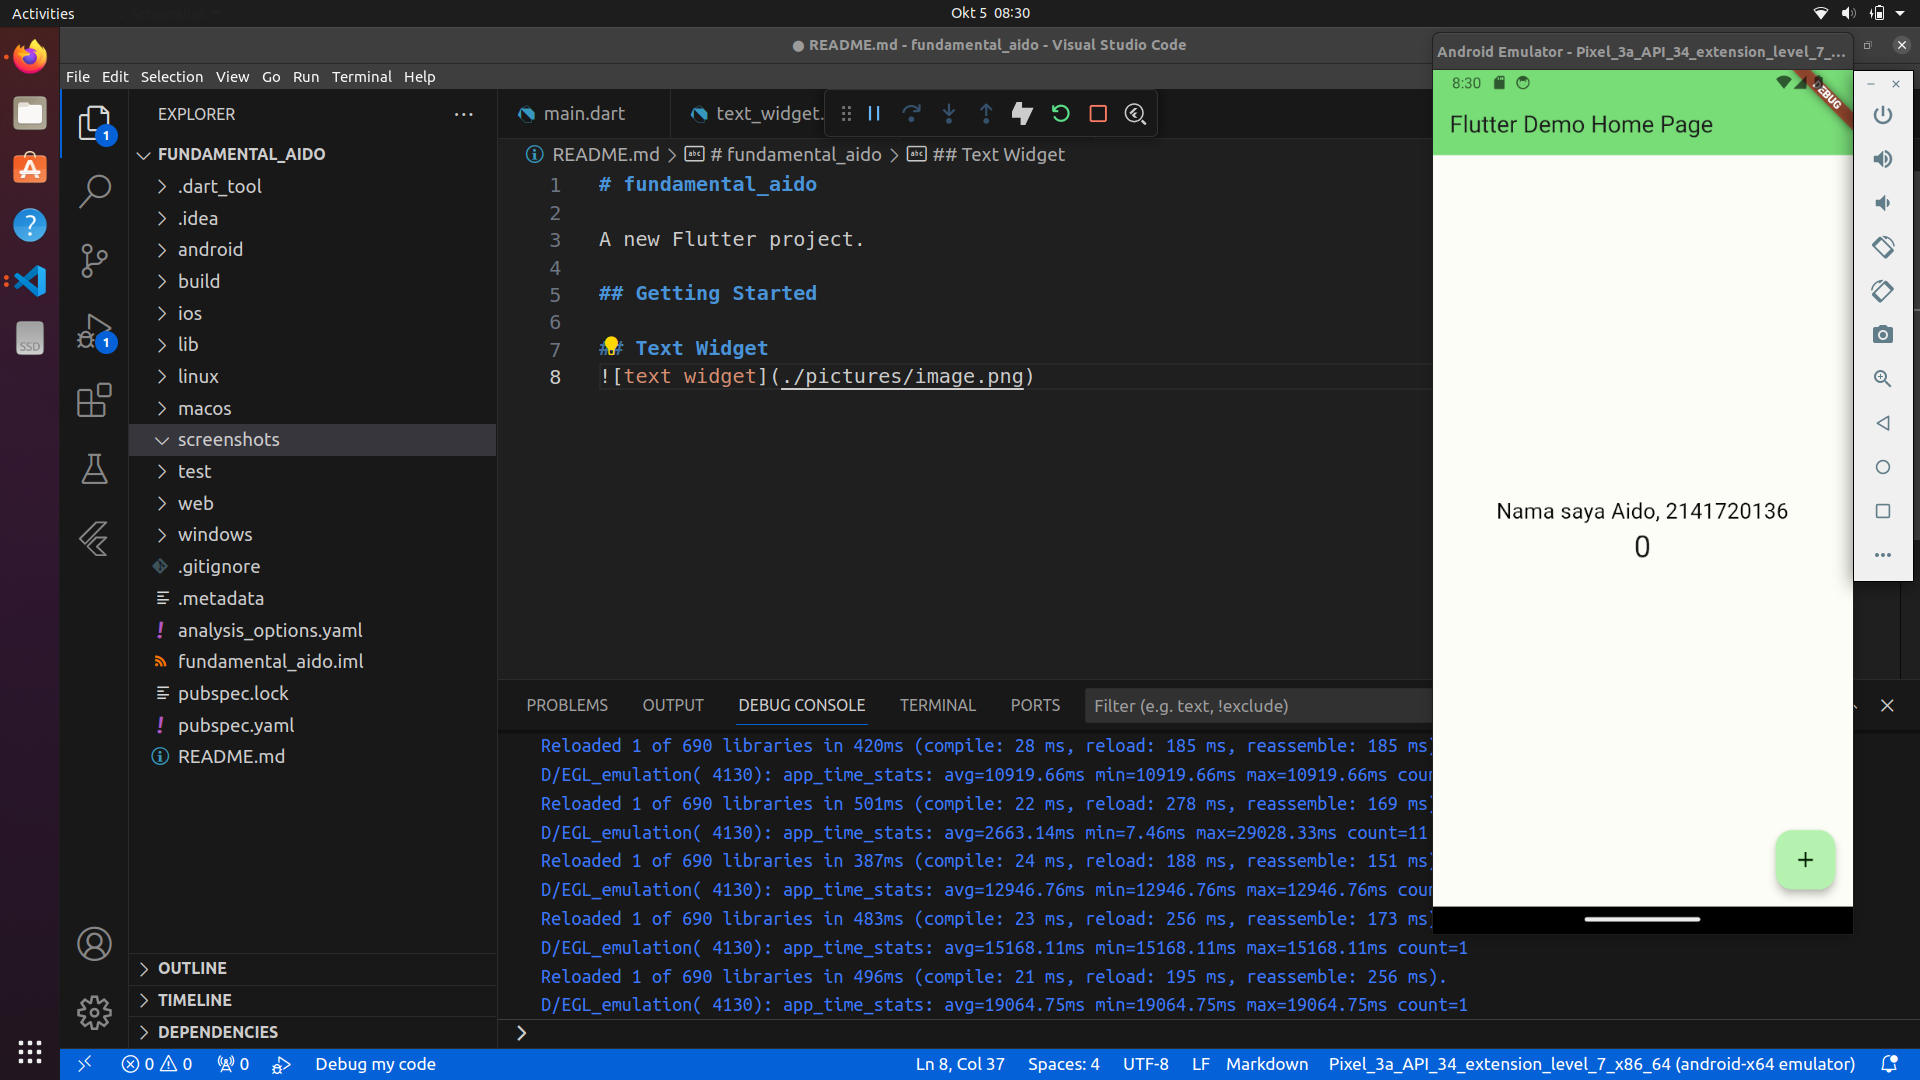 Activities
Okt 5 08:30
● README.md - fundamental_aido - Visual Studio Code
File Edit Selection View Go Run Terminal Help
EXPLORER
FUNDAMENTAL_AIDO
.dart_tool
.idea
android
build
ios
lib
linux
macos
screenshots
test
web
windows
.gitignore
.metadata
analysis_options.yaml
fundamental_aido.iml
pubspec.lock
pubspec.yaml
README.md
OUTLINE
TIMELINE
DEPENDENCIES
1
1
SSD
main.dart
text_widget.
README.md > # fundamental_aido > ## Text Widget
1 # fundamental_aido
2
3 A new Flutter project.
4
5 ## Getting Started
6
7 ## Text Widget
8 ![text widget](./pictures/image.png)
PROBLEMS OUTPUT DEBUG CONSOLE TERMINAL PORTS Filter (e.g. text, !exclude)
Reloaded 1 of 690 libraries in 420ms (compile: 28 ms, reload: 185 ms, reassemble: 185 ms)
D/EGL_emulation( 4130): app_time_stats: avg=10919.66ms min=10919.66ms max=10919.66ms
Reloaded 1 of 690 libraries in 501ms (compile: 22 ms, reload: 278 ms, reassemble: 169 ms)
D/EGL_emulation( 4130): app_time_stats: avg=2663.14ms min=7.46ms max=29028.33ms count=11
Reloaded 1 of 690 libraries in 387ms (compile: 24 ms, reload: 188 ms, reassemble: 151 ms)
D/EGL_emulation( 4130): app_time_stats: avg=12946.76ms min=12946.76ms max=12946.76ms
Reloaded 1 of 690 libraries in 483ms (compile: 23 ms, reload: 256 ms, reassemble: 173 ms)
D/EGL_emulation( 4130): app_time_stats: avg=15168.11ms min=15168.11ms max=15168.11ms count=1
Reloaded 1 of 690 libraries in 496ms (compile: 21 ms, reload: 195 ms, reassemble: 256 ms).
D/EGL_emulation( 4130): app_time_stats: avg=19064.75ms min=19064.75ms max=19064.75ms count=1
Android Emulator - Pixel_3a_API_34_extension_level_7_...
8:30
DEBUG
Flutter Demo Home Page
Nama saya Aido, 2141720136
0
+
0 0 0 Debug my code
Ln 8, Col 37 Spaces: 4 UTF-8 LF Markdown Pixel_3a_API_34_extension_level_7_x86_64 (android-x64 emulator)